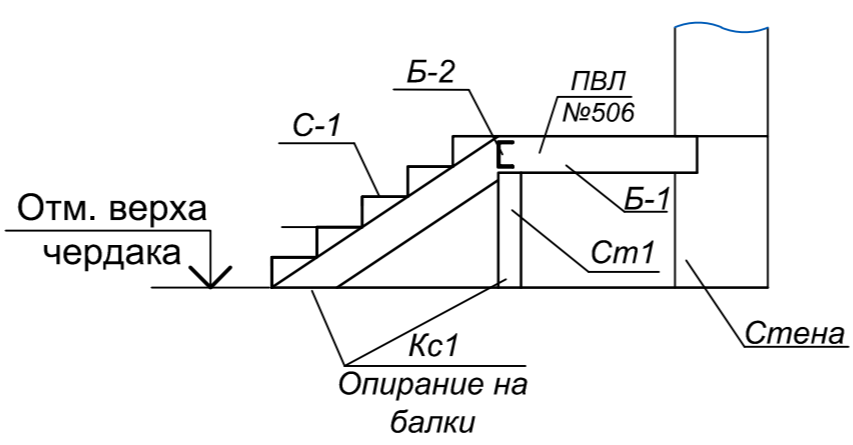 Б-2
ПВЛ
№506
С-1
Б-1
Отм. верха
чердака
Ст1
Стена
Кс1
Опирание на
балки